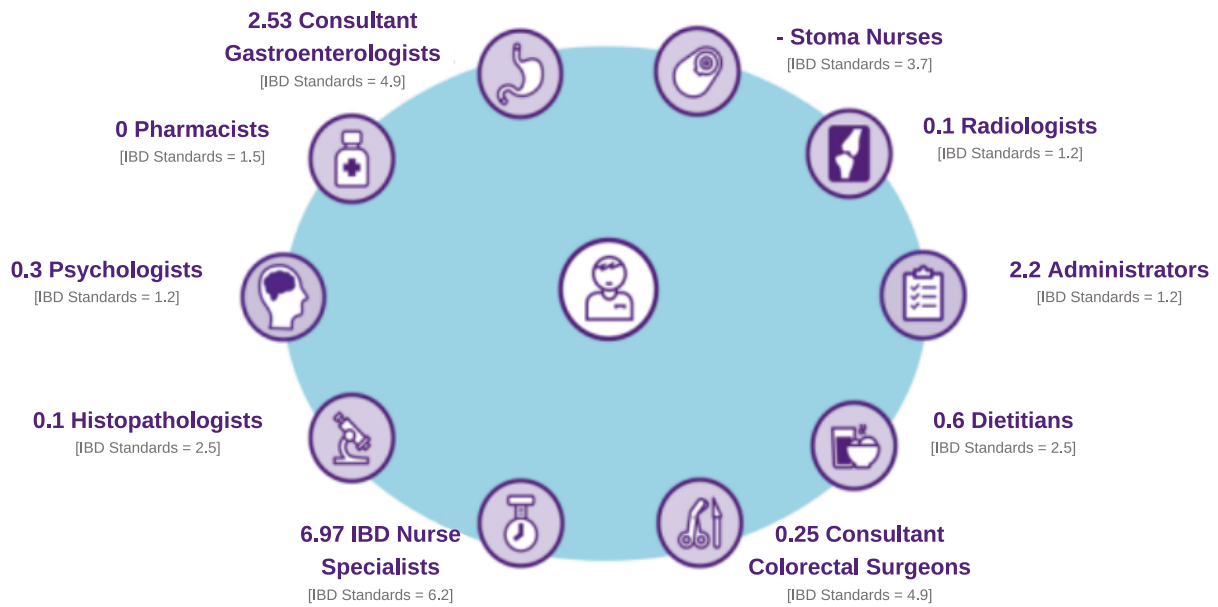 2.53 Consultant
Gastroenterologists
[IBD Standards = 4.9]
- Stoma Nurses
[IBD Standards = 3.7]
0 Pharmacists
[IBD Standards = 1.5]
0.1 Radiologists
[IBD Standards = 1.2]
0.3 Psychologists
[IBD Standards = 1.2]
2.2 Administrators
[IBD Standards = 1.2]
0.1 Histopathologists
[IBD Standards = 2.5]
0.6 Dietitians
[IBD Standards = 2.5]
6.97 IBD Nurse
Specialists
[IBD Standards = 6.2]
0.25 Consultant
Colorectal Surgeons
[IBD Standards = 4.9]